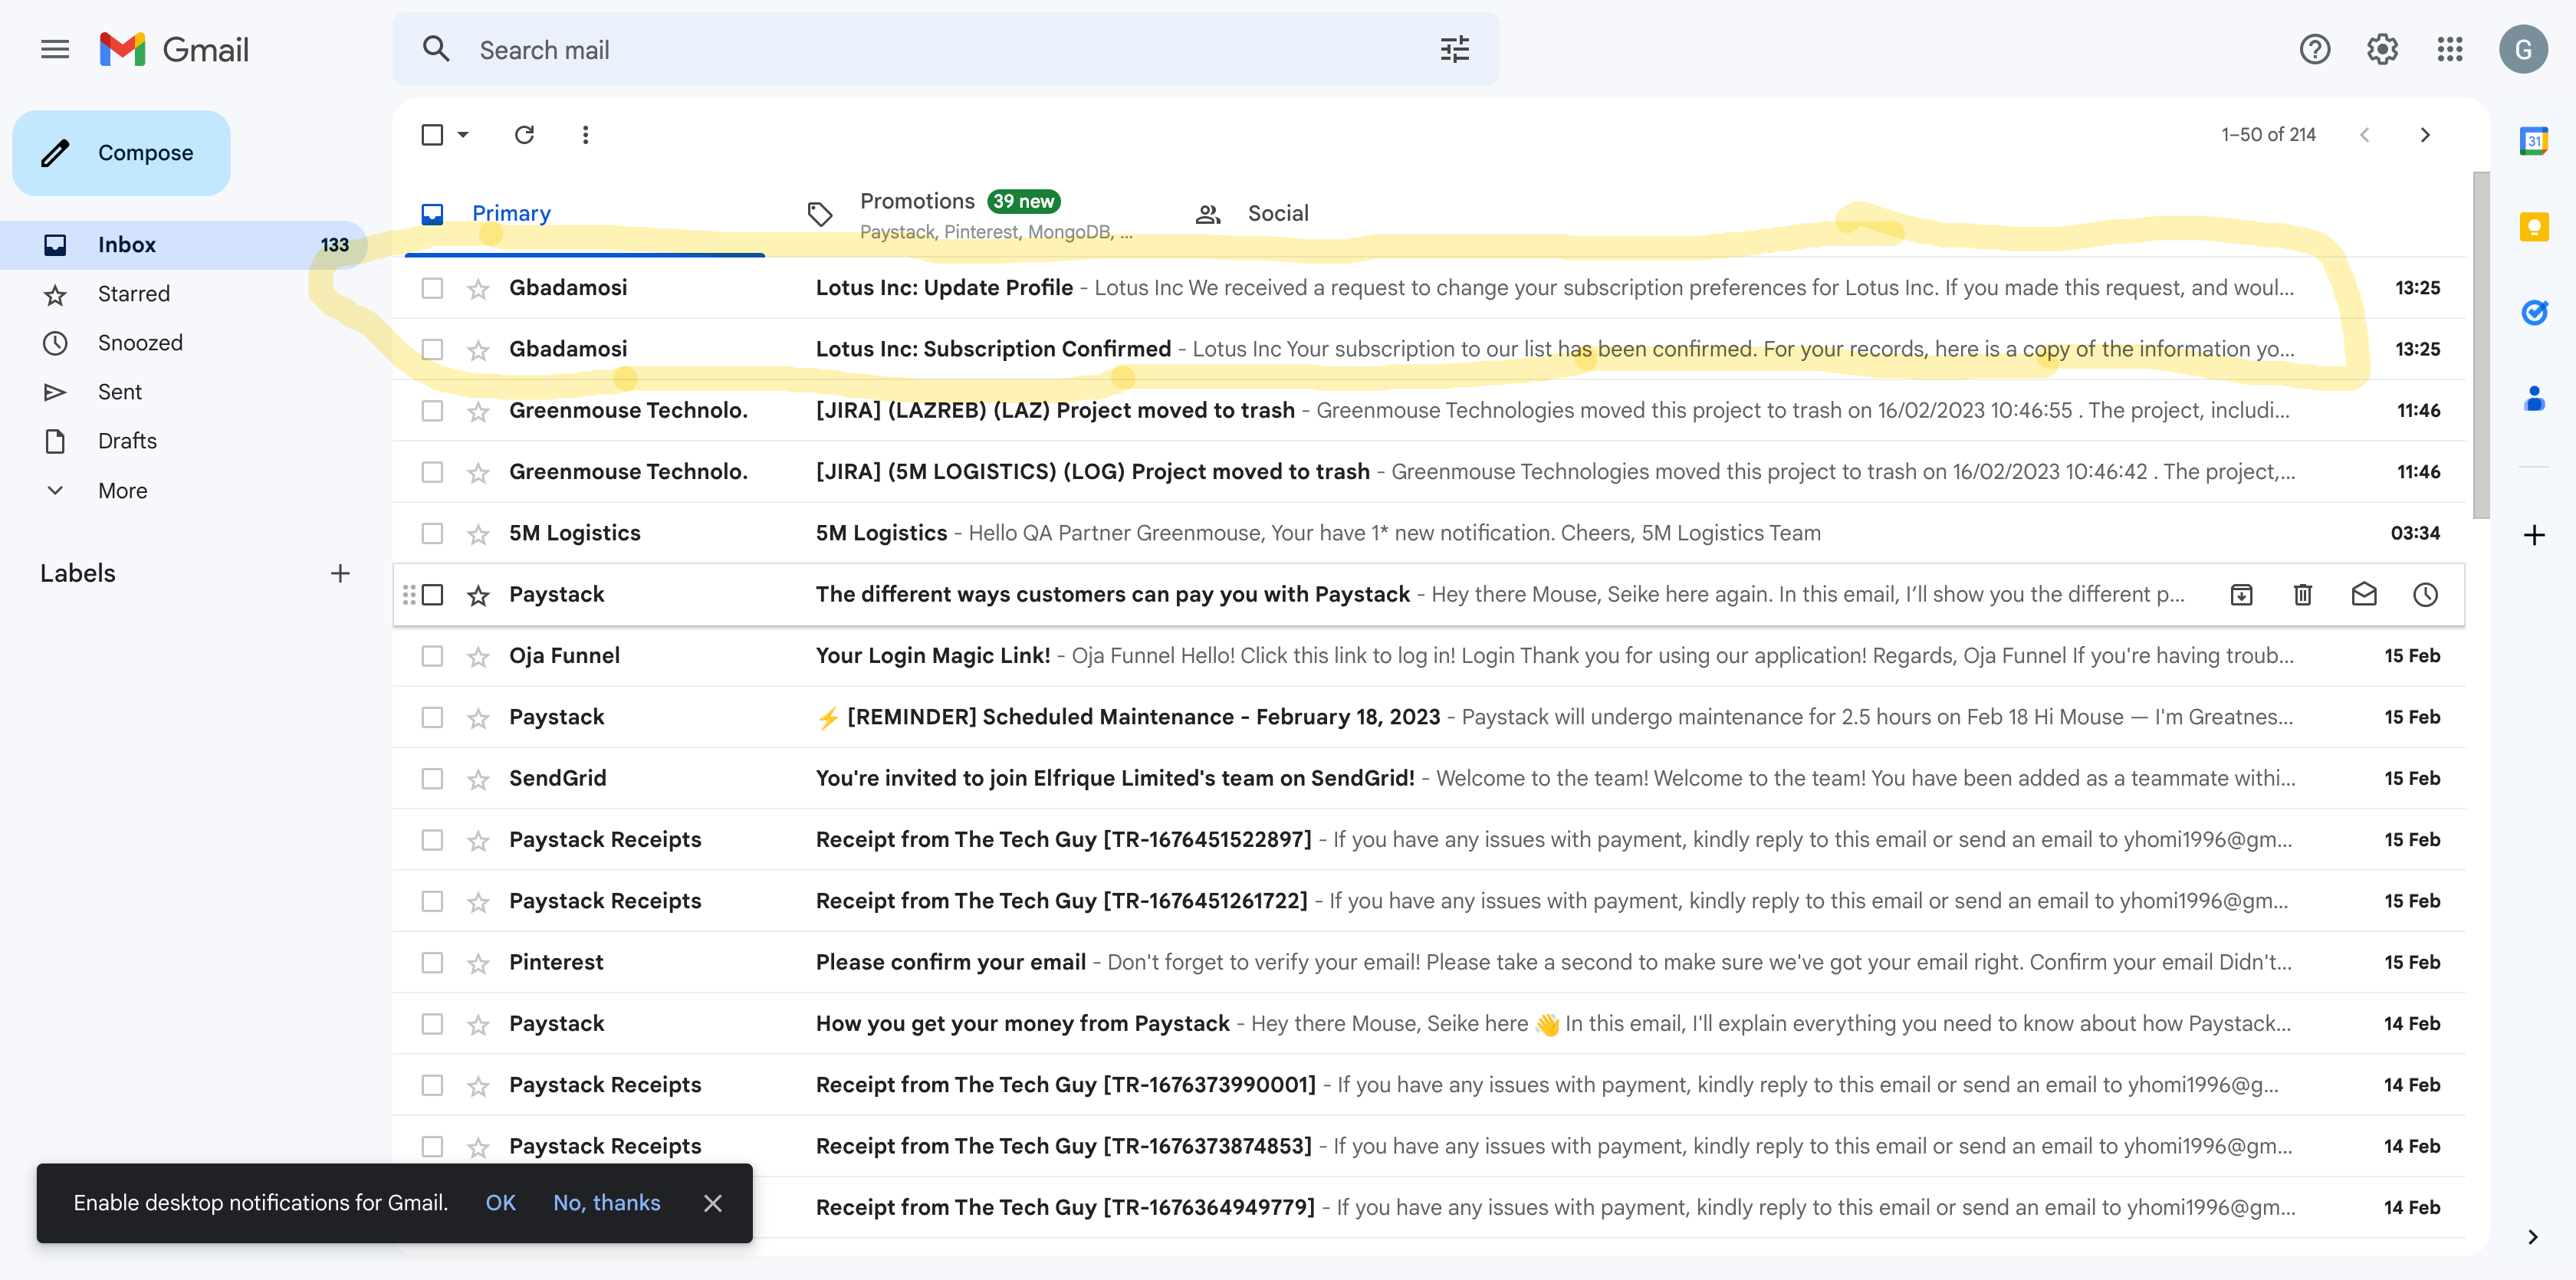 Gmail
Search mail
G
Compose
1–50 of 214
31
Primary
Promotions 39 new
Paystack, Pinterest, MongoDB, ...
Social
Inbox 133
Starred
Snoozed
Sent
Drafts
More
Labels
Gbadamosi Lotus Inc: Update Profile - Lotus Inc We received a request to change your subscription preferences for Lotus Inc. If you made this request, and woul... 13:25
Gbadamosi Lotus Inc: Subscription Confirmed - Lotus Inc Your subscription to our list has been confirmed. For your records, here is a copy of the information yo... 13:25
Greenmouse Technolo. [JIRA] (LAZREB) (LAZ) Project moved to trash - Greenmouse Technologies moved this project to trash on 16/02/2023 10:46:55 . The project, includi... 11:46
Greenmouse Technolo. [JIRA] (5M LOGISTICS) (LOG) Project moved to trash - Greenmouse Technologies moved this project to trash on 16/02/2023 10:46:42 . The project,... 11:46
5M Logistics 5M Logistics - Hello QA Partner Greenmouse, Your have 1* new notification. Cheers, 5M Logistics Team 03:34
Paystack The different ways customers can pay you with Paystack - Hey there Mouse, Seike here again. In this email, I’ll show you the different p...
Oja Funnel Your Login Magic Link! - Oja Funnel Hello! Click this link to log in! Login Thank you for using our application! Regards, Oja Funnel If you're having troub... 15 Feb
Paystack ⚡ [REMINDER] Scheduled Maintenance - February 18, 2023 - Paystack will undergo maintenance for 2.5 hours on Feb 18 Hi Mouse — I'm Greatnes... 15 Feb
SendGrid You're invited to join Elfrique Limited's team on SendGrid! - Welcome to the team! Welcome to the team! You have been added as a teammate withi... 15 Feb
Paystack Receipts Receipt from The Tech Guy [TR-1676451522897] - If you have any issues with payment, kindly reply to this email or send an email to yhomi1996@gm... 15 Feb
Paystack Receipts Receipt from The Tech Guy [TR-1676451261722] - If you have any issues with payment, kindly reply to this email or send an email to yhomi1996@gm... 15 Feb
Pinterest Please confirm your email - Don't forget to verify your email! Please take a second to make sure we've got your email right. Confirm your email Didn't... 15 Feb
Paystack How you get your money from Paystack - Hey there Mouse, Seike here 👋 In this email, I'll explain everything you need to know about how Paystack... 14 Feb
Paystack Receipts Receipt from The Tech Guy [TR-1676373990001] - If you have any issues with payment, kindly reply to this email or send an email to yhomi1996@g... 14 Feb
Paystack Receipts Receipt from The Tech Guy [TR-1676373874853] - If you have any issues with payment, kindly reply to this email or send an email to yhomi1996@gm... 14 Feb
Receipt from The Tech Guy [TR-1676364949779] - If you have any issues with payment, kindly reply to this email or send an email to yhomi1996@gm... 14 Feb
Enable desktop notifications for Gmail. OK No, thanks